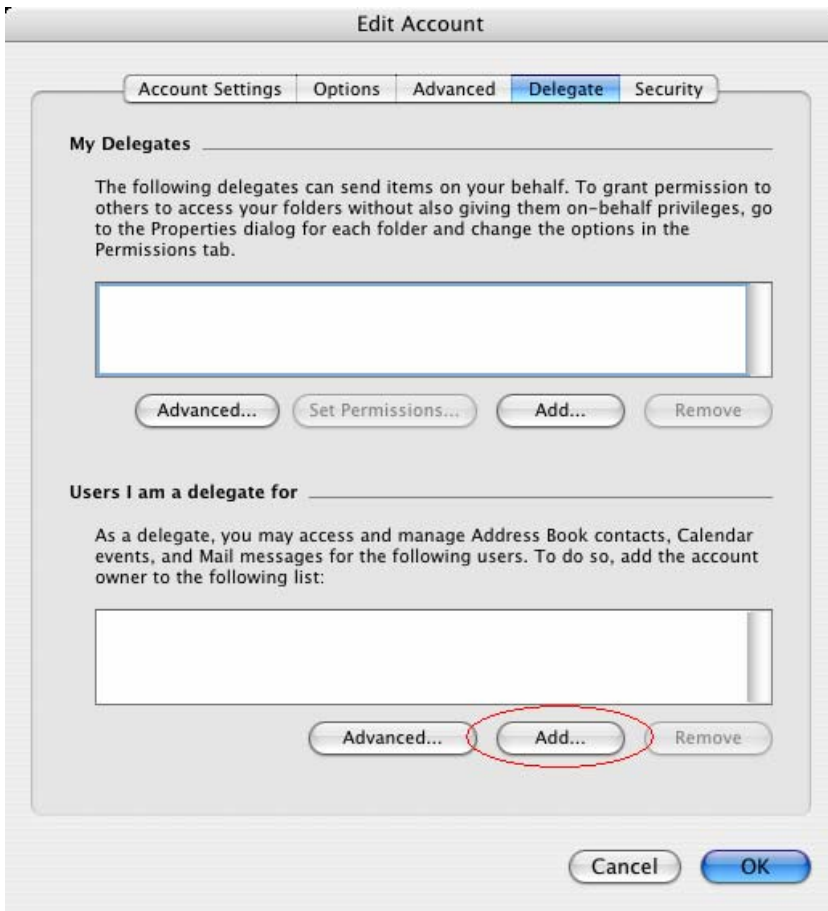 Edit Account
Account Settings Options Advanced Delegate Security
My Delegates
The following delegates can send items on your behalf. To grant permission to
others to access your folders without also giving them on-behalf privileges, go
to the Properties dialog for each folder and change the options in the
Permissions tab.
Advanced... Set Permissions... Add... Remove
Users I am a delegate for
As a delegate, you may access and manage Address Book contacts, Calendar
events, and Mail messages for the following users. To do so, add the account
owner to the following list:
Advanced... Add... Remove
Cancel OK